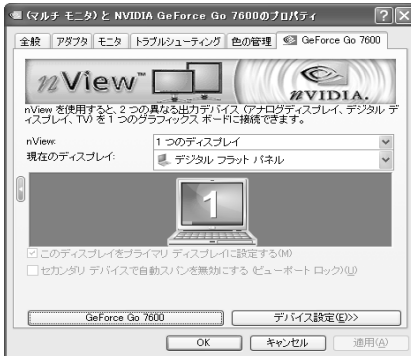 (マルチ モニタ) と NVIDIA GeForce Go 7600のプロパティ
全般 アダプタ モニタ トラブルシューティング 色の管理 GeForce Go 7600
nView™
NVIDIA.
nView を使用すると、2 つの異なる出力デバイス (アナログディスプレイ、デジタル デ
ィスプレイ、TV) を 1 つのグラフィックス ボードに接続できます。
nView: 1 つのディスプレイ
現在のディスプレイ: デジタル フラット パネル
1
このディスプレイをプライマリ ディスプレイに設定する(M)
セカンダリ デバイスで自動スパンを無効にする (ビューポート ロック)(U)
GeForce Go 7600 デバイス設定(E)>>
OK キャンセル 適用(A)